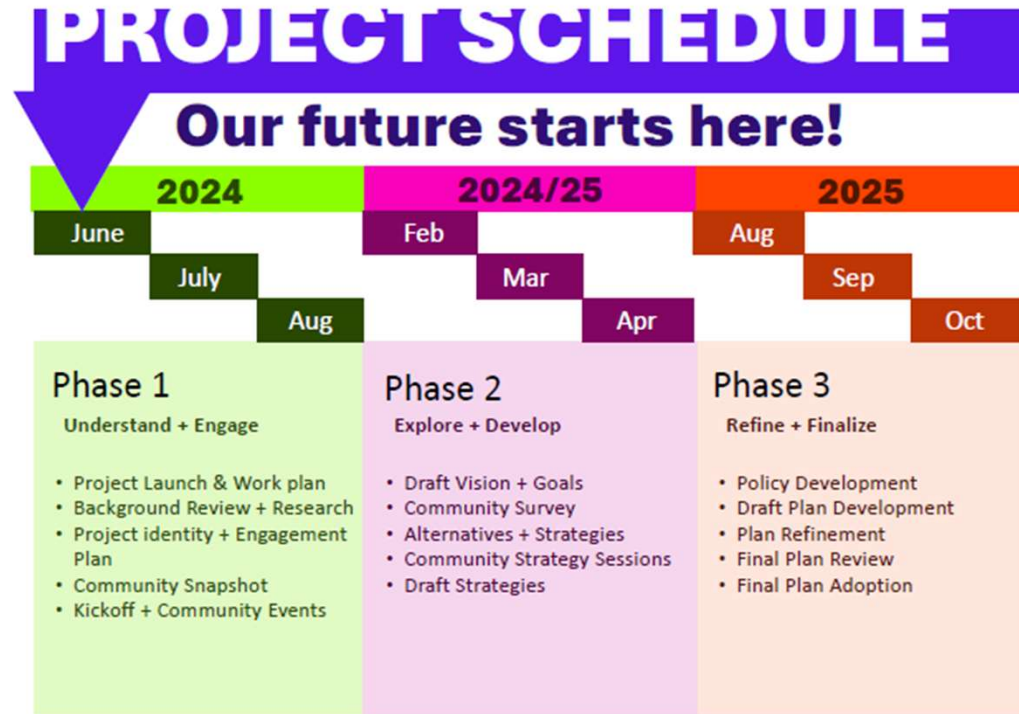 PROJECT SCHEDULE
Our future starts here!
2024
2024/25
2025
June
July
Aug
Feb
Mar
Apr
Aug
Sep
Oct
Phase 1
Understand + Engage
• Project Launch & Work plan
• Background Review + Research
• Project identity + Engagement
Plan
• Community Snapshot
• Kickoff + Community Events
Phase 2
Explore + Develop
• Draft Vision + Goals
• Community Survey
• Alternatives + Strategies
• Community Strategy Sessions
• Draft Strategies
Phase 3
Refine + Finalize
• Policy Development
• Draft Plan Development
• Plan Refinement
• Final Plan Review
• Final Plan Adoption